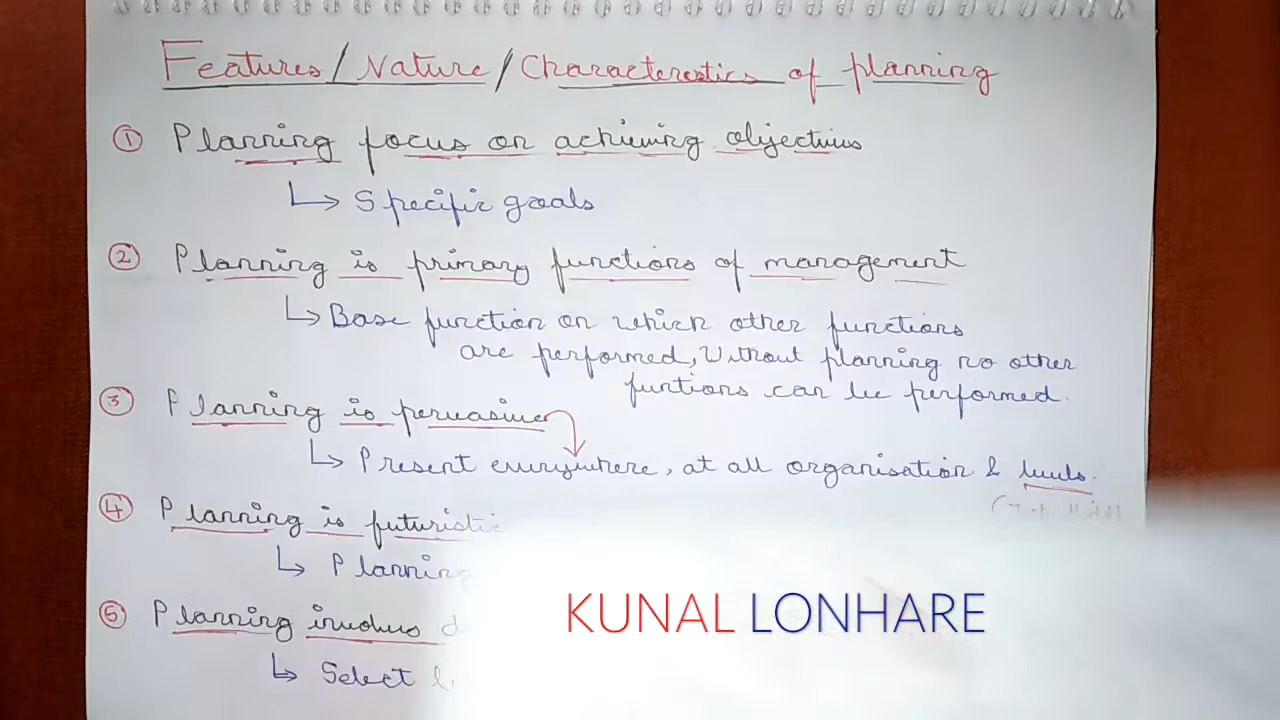 Features/Nature/Characterestics of planning
① Planning focus on achieving objectives
↳ Specific goals
② Planning is primary functions of management
↳ Base function on which other functions
are performed, Without planning no other
funtions can be performed.
③ Planning is pervasive
↳ Present everywhere, at all organisation & levels.
④ Planning is futuristic
↳ Planning
⑤ Planning involves
↳ Select
KUNAL LONHARE